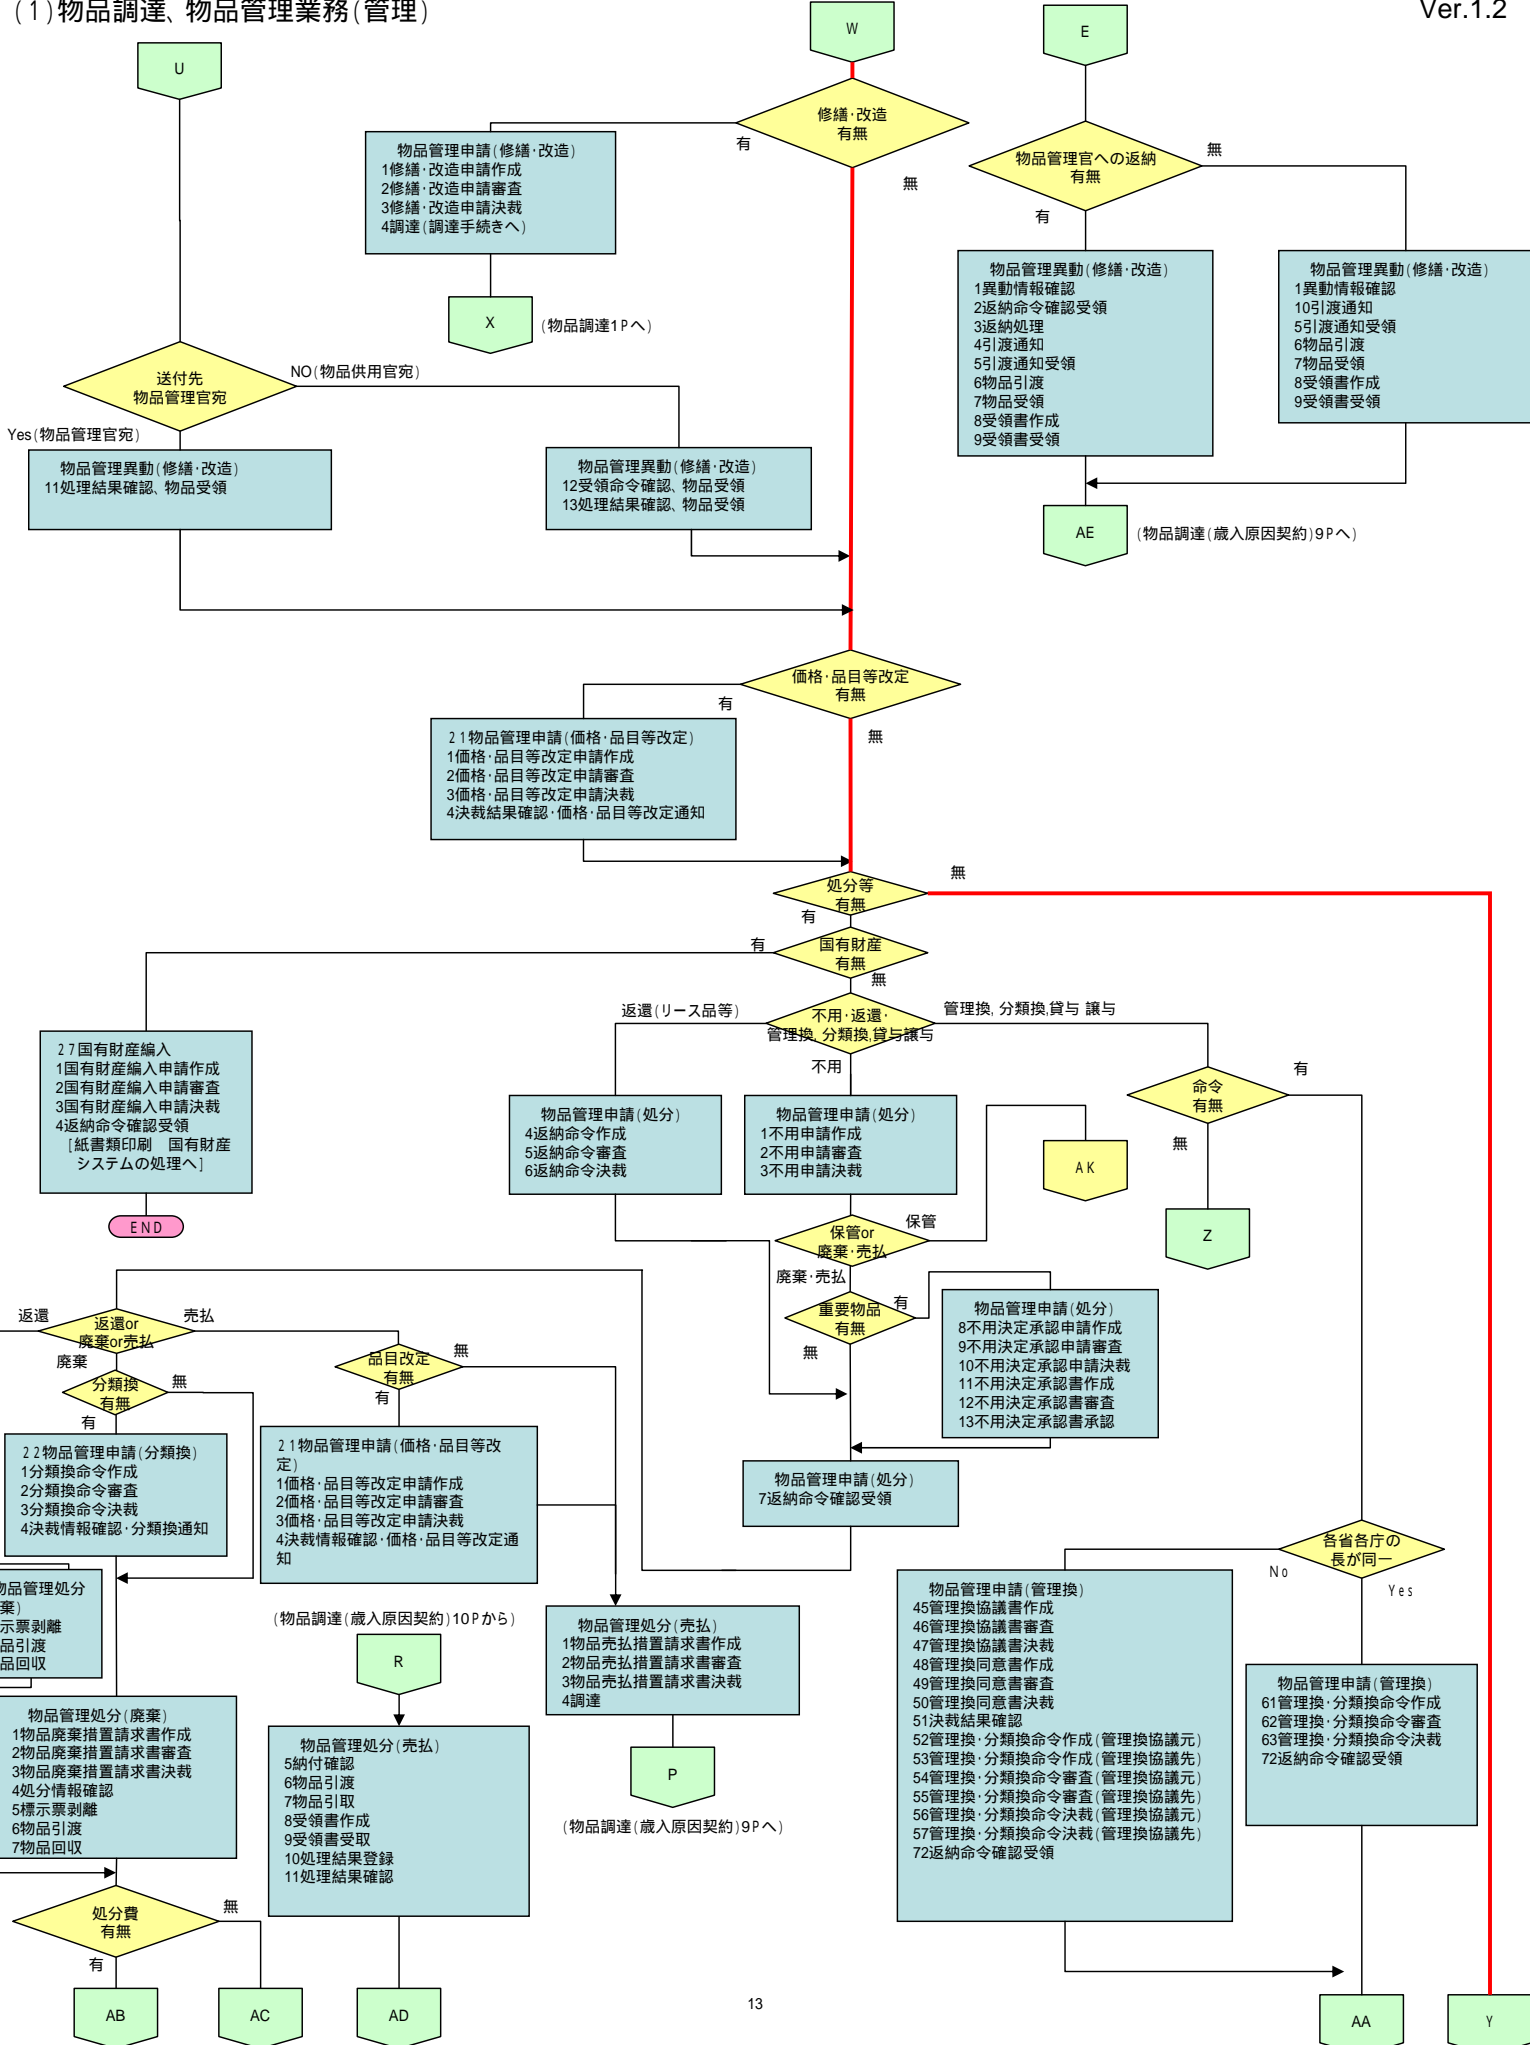 (1)物品調達、物品管理業務(管理)
Ver.1.2
U
W
E
修繕・改造
有無
有
無
物品管理申請(修繕・改造)
1修繕・改造申請作成
2修繕・改造申請審査
3修繕・改造申請決裁
4調達(調達手続きへ)
X
(物品調達1Pへ)
物品管理官への返納
有無
無
有
物品管理異動(修繕・改造)
1異動情報確認
2返納命令確認受領
3返納処理
4引渡通知
5引渡通知受領
6物品引渡
7物品受領
8受領書作成
9受領書受領
物品管理異動(修繕・改造)
1異動情報確認
10引渡通知
5引渡通知受領
6物品引渡
7物品受領
8受領書作成
9受領書受領
AE
(物品調達(歳入原因契約)9Pへ)
送付先
物品管理官宛
NO(物品供用官宛)
Yes(物品管理官宛)
物品管理異動(修繕・改造)
11処理結果確認、物品受領
物品管理異動(修繕・改造)
12受領命令確認、物品受領
13処理結果確認、物品受領
価格・品目等改定
有無
有
無
21物品管理申請(価格・品目等改定)
1価格・品目等改定申請作成
2価格・品目等改定申請審査
3価格・品目等改定申請決裁
4決裁結果確認・価格・品目等改定通知
処分等
有無
無
有
国有財産
有無
有
無
27国有財産編入
1国有財産編入申請作成
2国有財産編入申請審査
3国有財産編入申請決裁
4返納命令確認受領
[紙書類印刷 国有財産
システムの処理へ]
END
不用・返還・
管理換,分類換,貸与譲与
返還(リース品等)
管理換,分類換,貸与 譲与
不用
物品管理申請(処分)
4返納命令作成
5返納命令審査
6返納命令決裁
物品管理申請(処分)
1不用申請作成
2不用申請審査
3不用申請決裁
AK
命令
有無
有
無
Z
保管or
廃棄・売払
保管
廃棄・売払
重要物品
有無
有
無
物品管理申請(処分)
8不用決定承認申請作成
9不用決定承認申請審査
10不用決定承認申請決裁
11不用決定承認書作成
12不用決定承認書審査
13不用決定承認書承認
物品管理申請(処分)
7返納命令確認受領
返還
返還or
廃棄or売払
売払
廃棄
分類換
有無
無
有
22物品管理申請(分類換)
1分類換命令作成
2分類換命令審査
3分類換命令決裁
4決裁情報確認・分類換通知
品目改定
有無
無
有
21物品管理申請(価格・品目等改
定)
1価格・品目等改定申請作成
2価格・品目等改定申請審査
3価格・品目等改定申請決裁
4決裁情報確認・価格・品目等改定通
知
物品管理処分
棄)
示票剥離
品引渡
品回収
物品管理処分(廃棄)
1物品廃棄措置請求書作成
2物品廃棄措置請求書審査
3物品廃棄措置請求書決裁
4処分情報確認
5標示票剥離
6物品引渡
7物品回収
処分費
有無
無
有
AB
AC
(物品調達(歳入原因契約)10Pから)
R
物品管理処分(売払)
5納付確認
6物品引渡
7物品引取
8受領書作成
9受領書受取
10処理結果登録
11処理結果確認
AD
物品管理処分(売払)
1物品売払措置請求書作成
2物品売払措置請求書審査
3物品売払措置請求書決裁
4調達
P
(物品調達(歳入原因契約)9Pへ)
各省各庁の
長が同一
No
Yes
物品管理申請(管理換)
45管理換協議書作成
46管理換協議書審査
47管理換協議書決裁
48管理換同意書作成
49管理換同意書審査
50管理換同意書決裁
51決裁結果確認
52管理換・分類換命令作成(管理換協議元)
53管理換・分類換命令作成(管理換協議先)
54管理換・分類換命令審査(管理換協議元)
55管理換・分類換命令審査(管理換協議先)
56管理換・分類換命令決裁(管理換協議元)
57管理換・分類換命令決裁(管理換協議先)
72返納命令確認受領
物品管理申請(管理換)
61管理換・分類換命令作成
62管理換・分類換命令審査
63管理換・分類換命令決裁
72返納命令確認受領
AA
Y
13